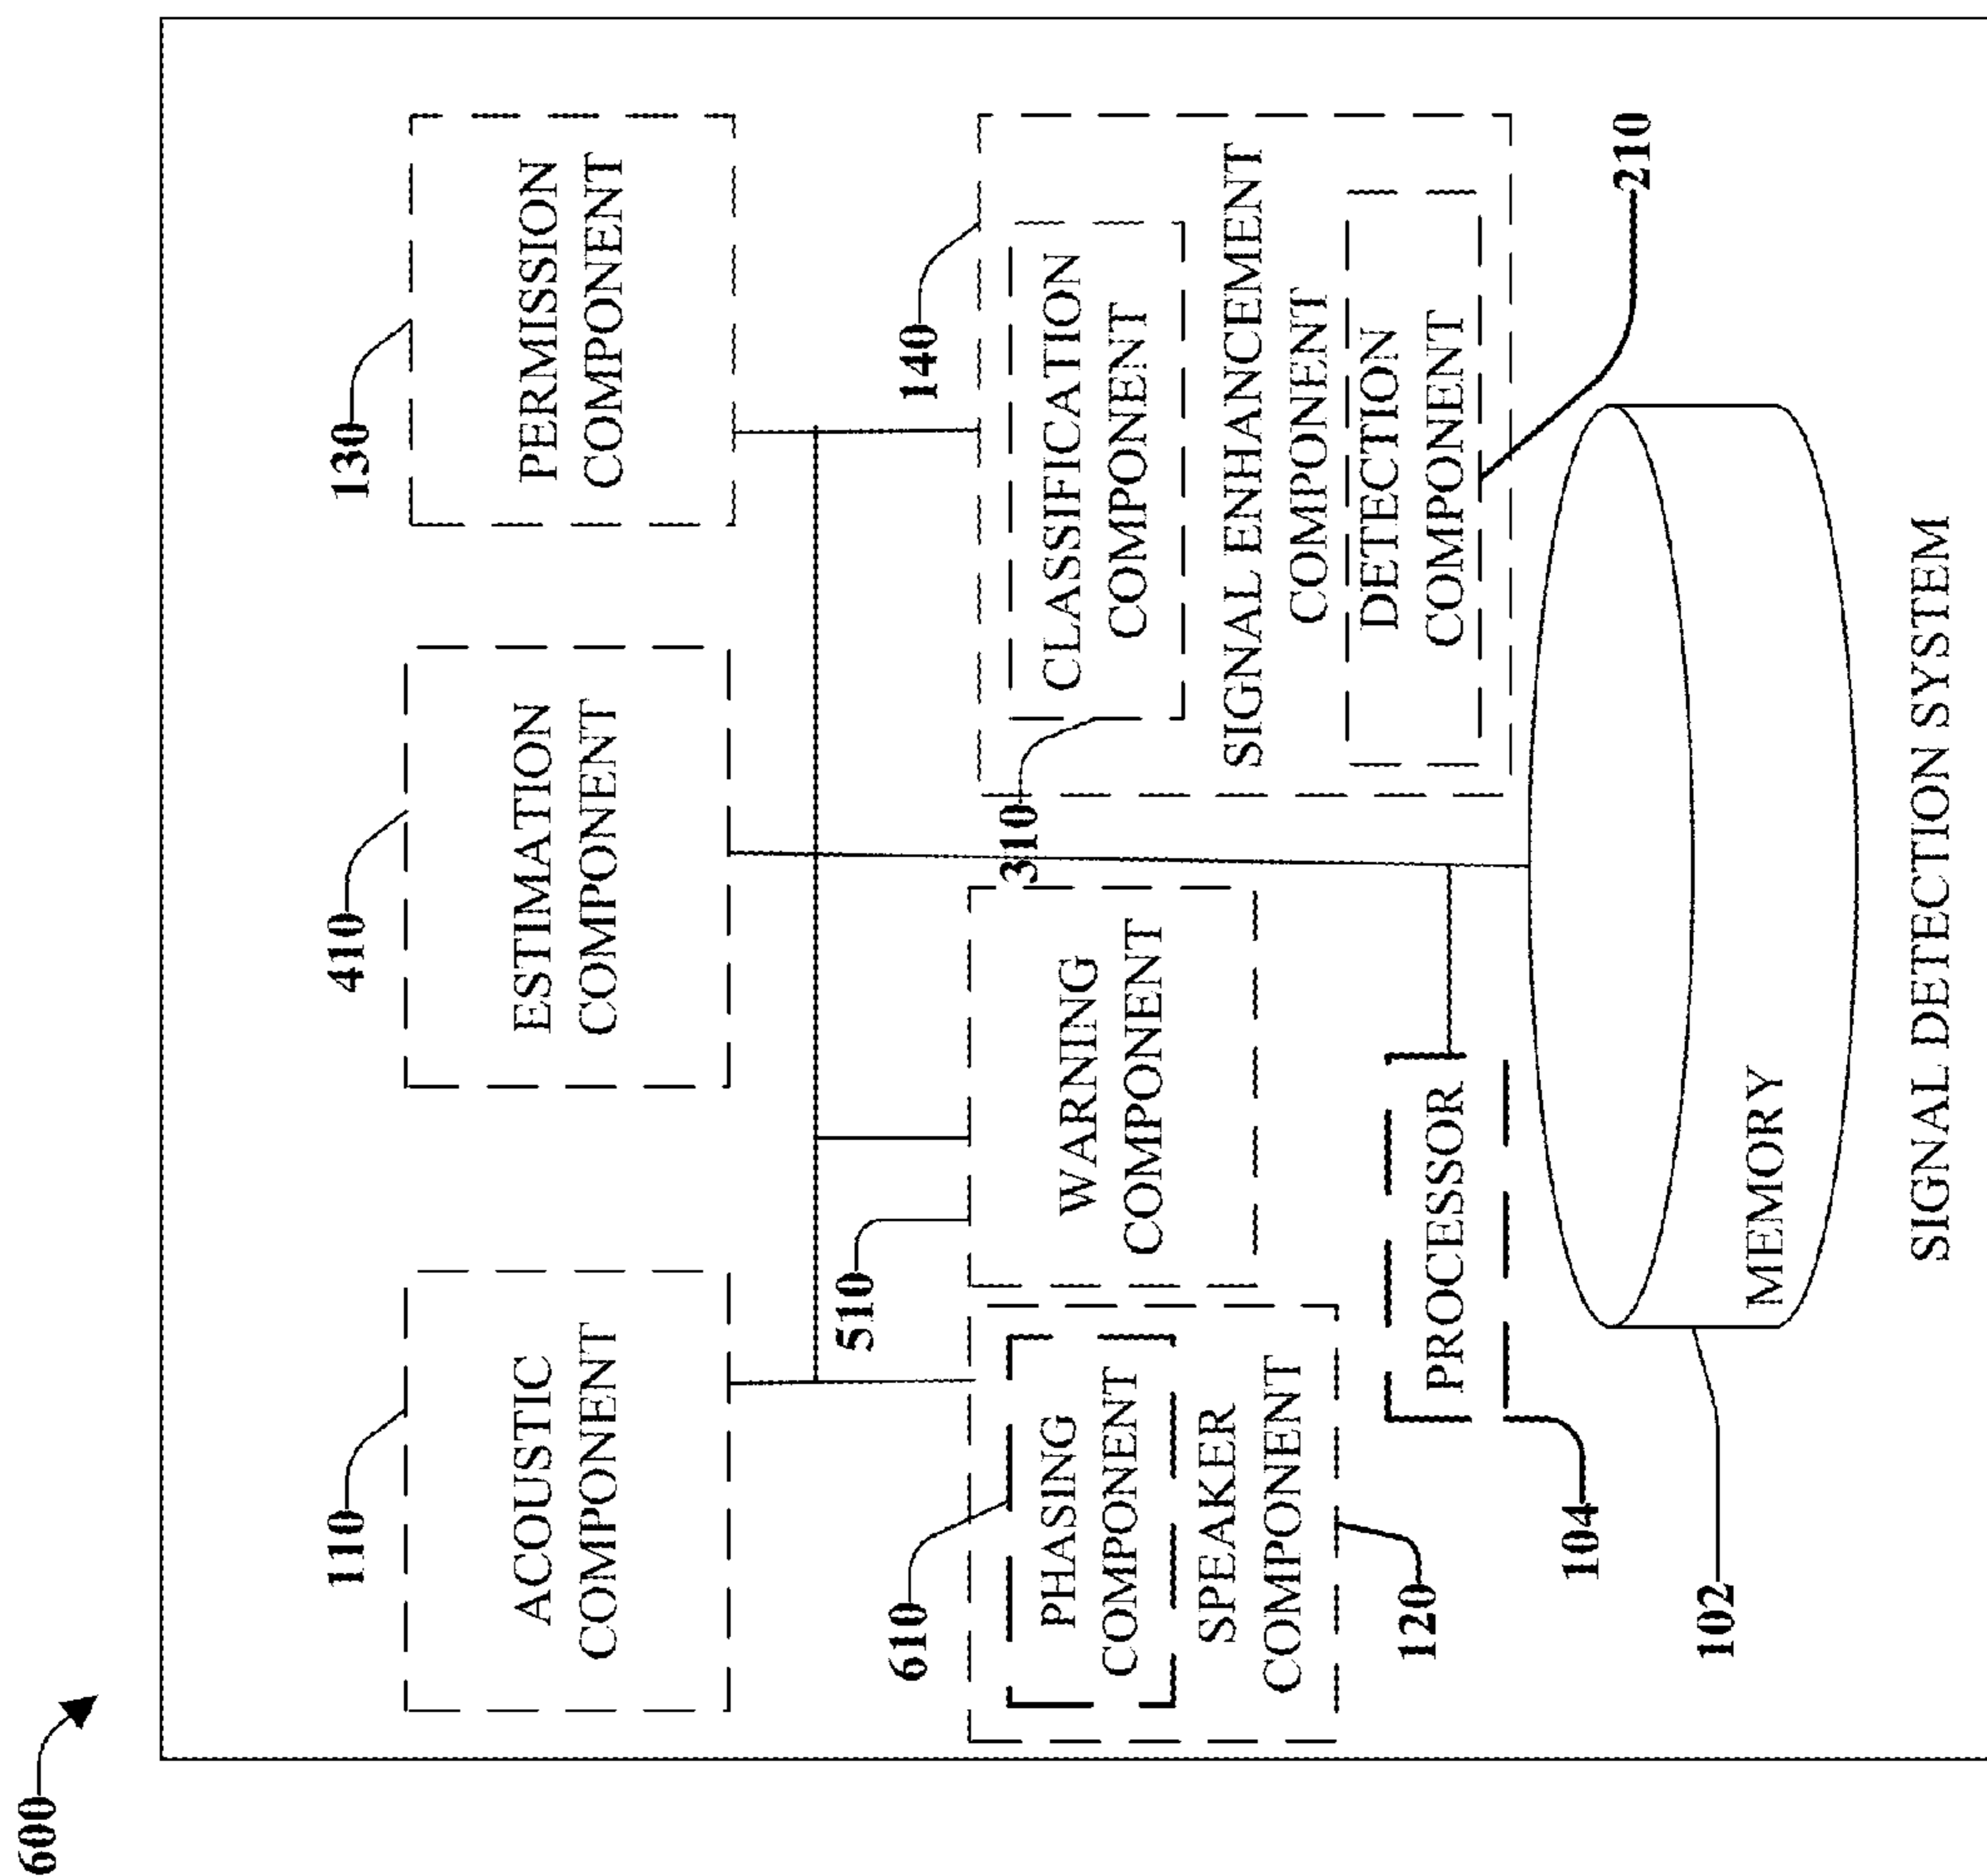 600
110
ACOUSTIC
COMPONENT
410
ESTIMATION
COMPONENT
130
PERMISSION
COMPONENT
610
PHASING
COMPONENT
SPEAKER
COMPONENT
120
510
WARNING
COMPONENT
140
310
CLASSIFICATION
COMPONENT
SIGNAL ENHANCEMENT
COMPONENT
DETECTION
COMPONENT
210
PROCESSOR
104
MEMORY
102
SIGNAL DETECTION SYSTEM